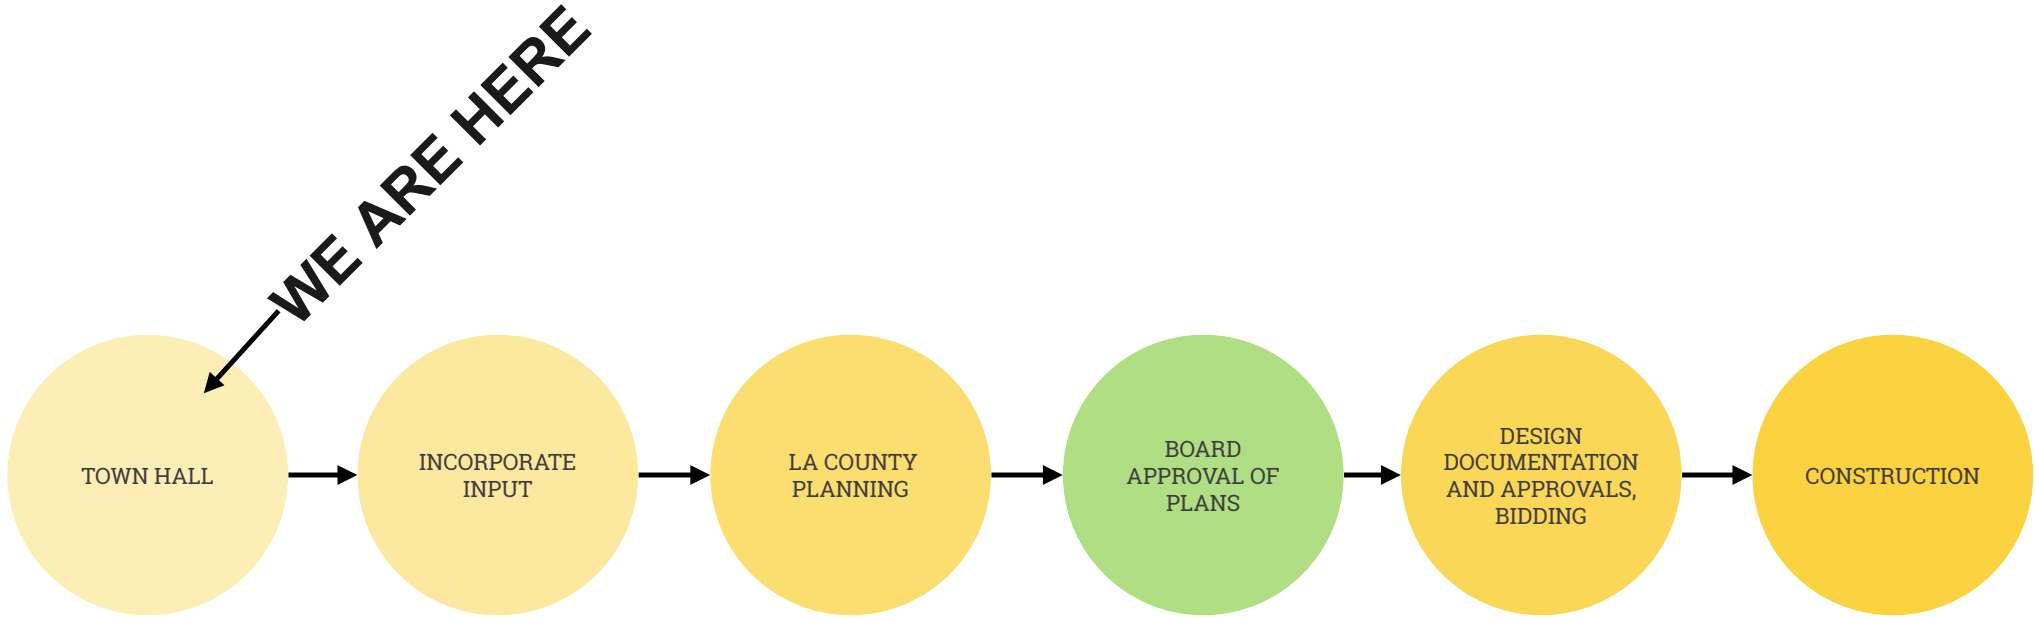 WE ARE HERE
TOWN HALL
INCORPORATE
INPUT
LA COUNTY
PLANNING
BOARD
APPROVAL OF
PLANS
DESIGN
DOCUMENTATION
AND APPROVALS,
BIDDING
CONSTRUCTION